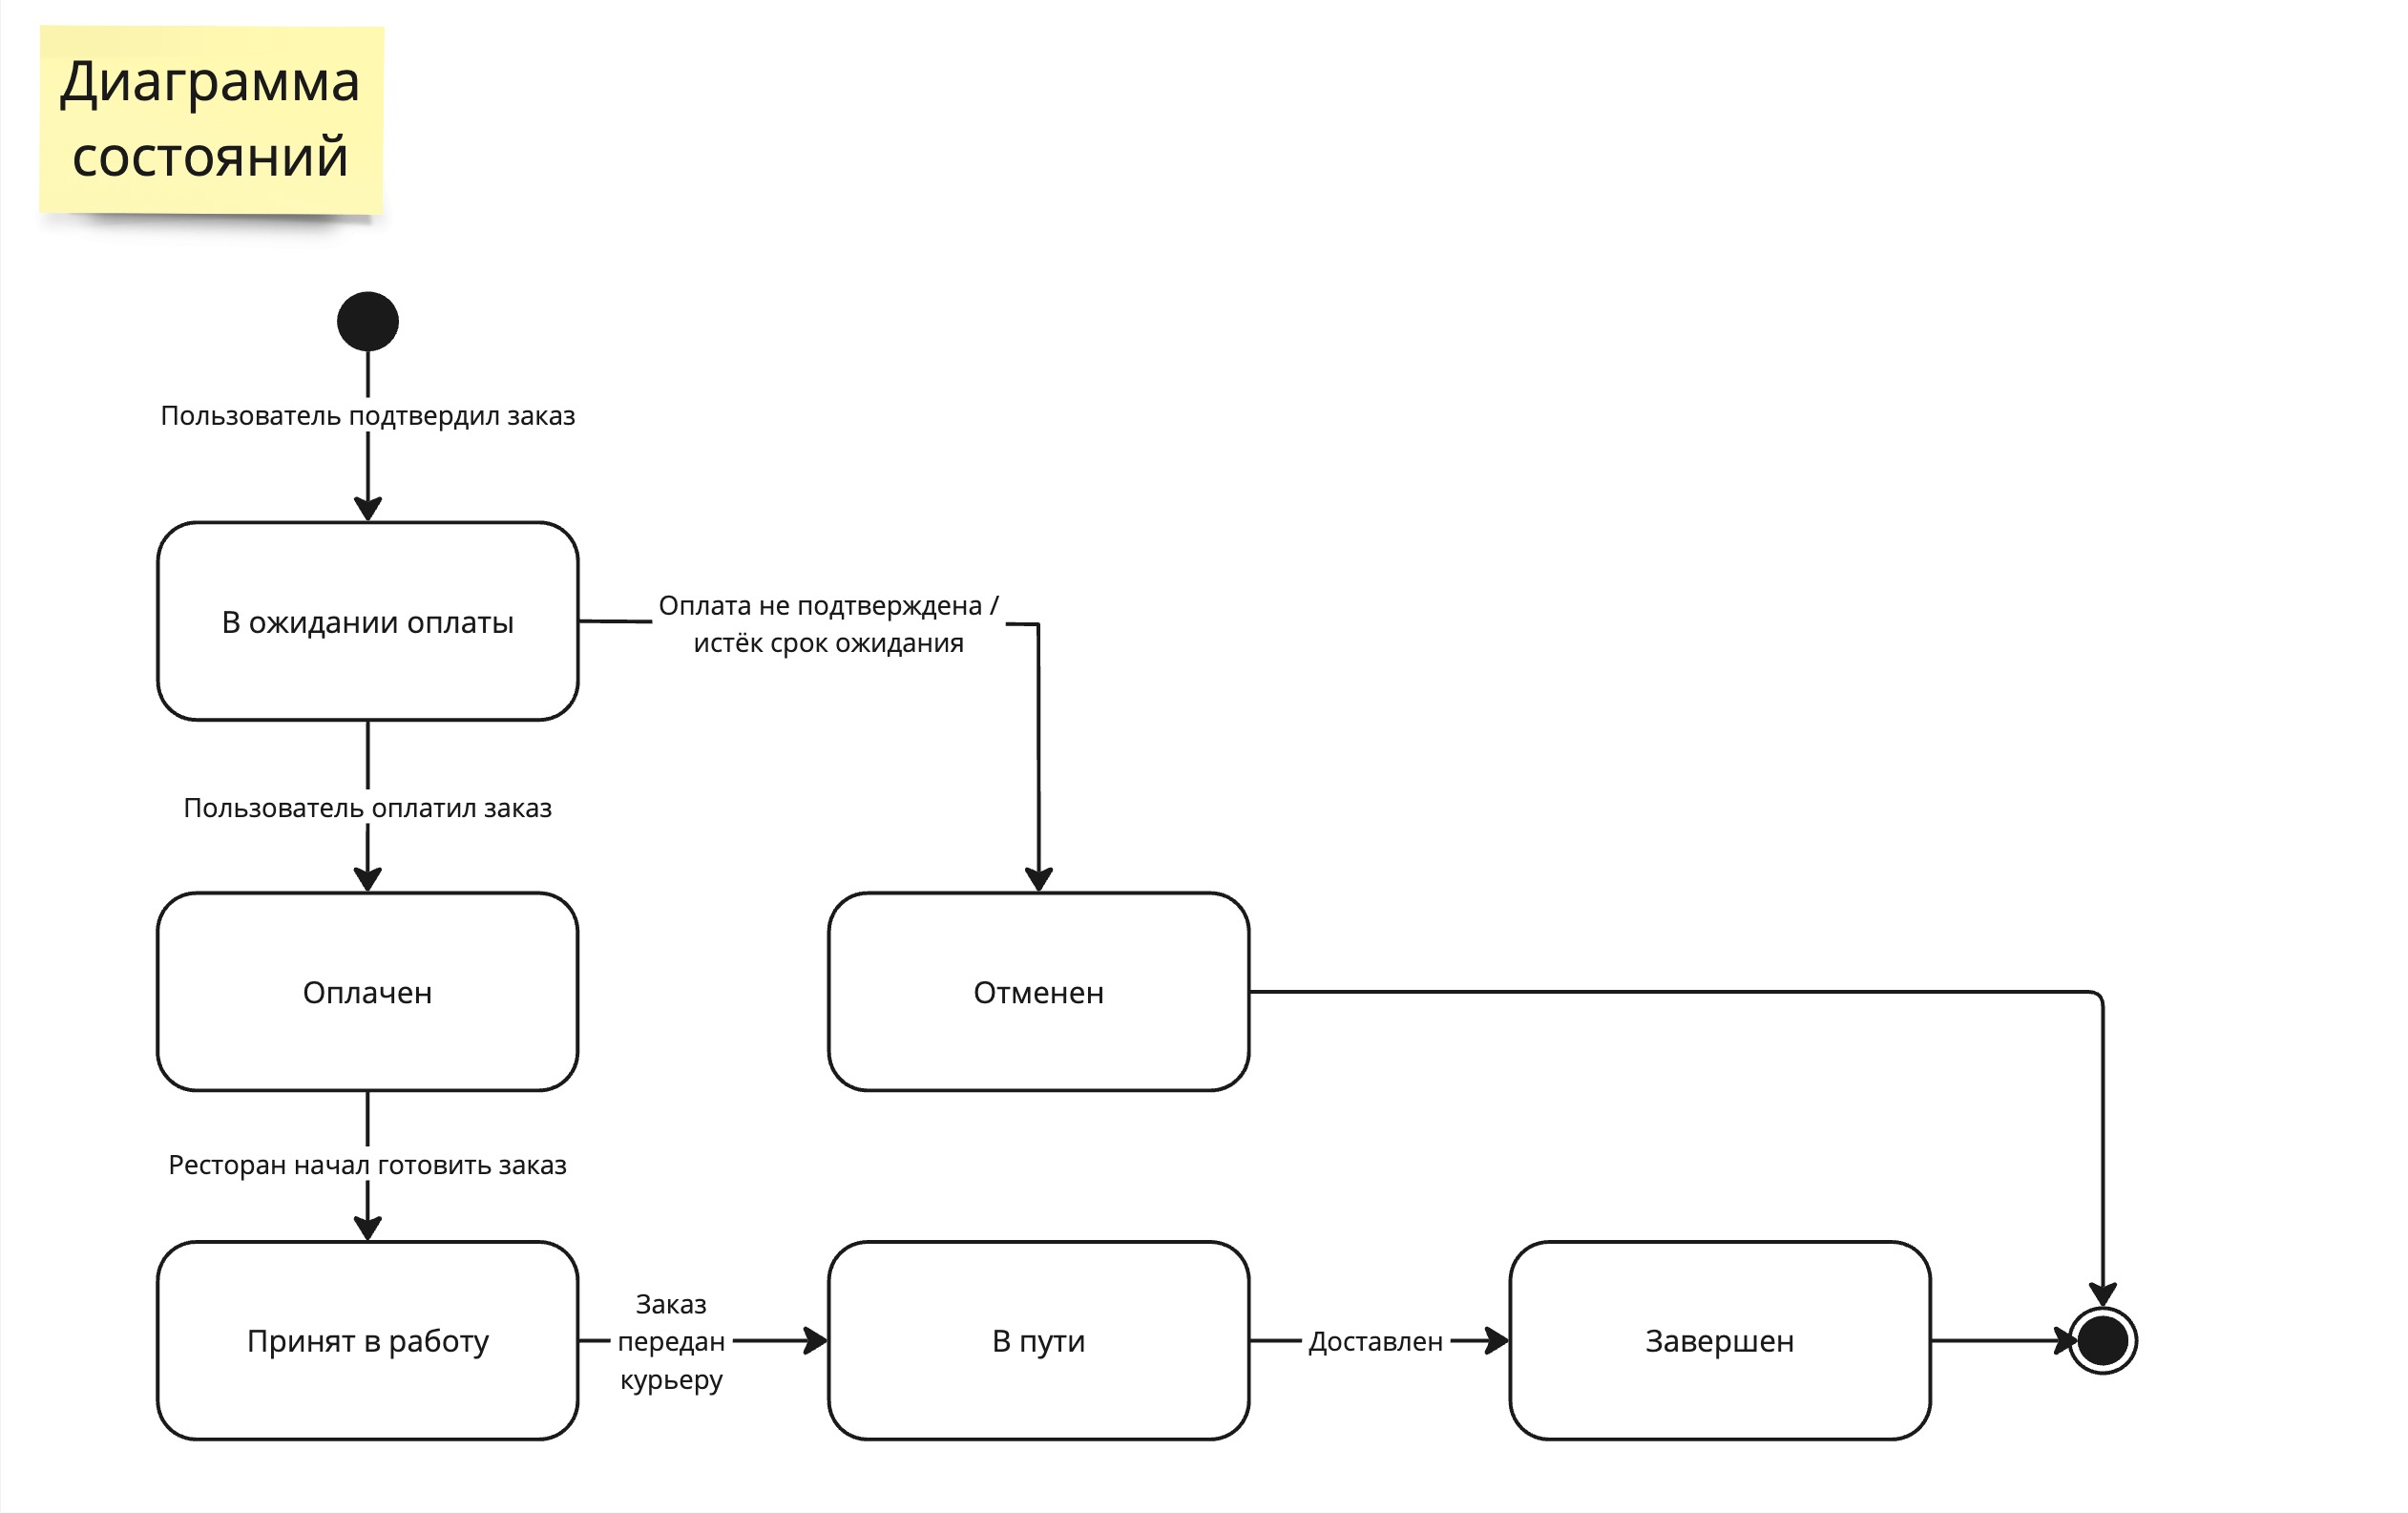 Диаграмма
состояний
Пользователь подтвердил заказ
В ожидании оплаты
Оплата не подтверждена /
истёк срок ожидания
Пользователь оплатил заказ
Оплачен
Отменен
Ресторан начал готовить заказ
Принят в работу
Заказ
передан
курьеру
В пути
Доставлен
Завершен